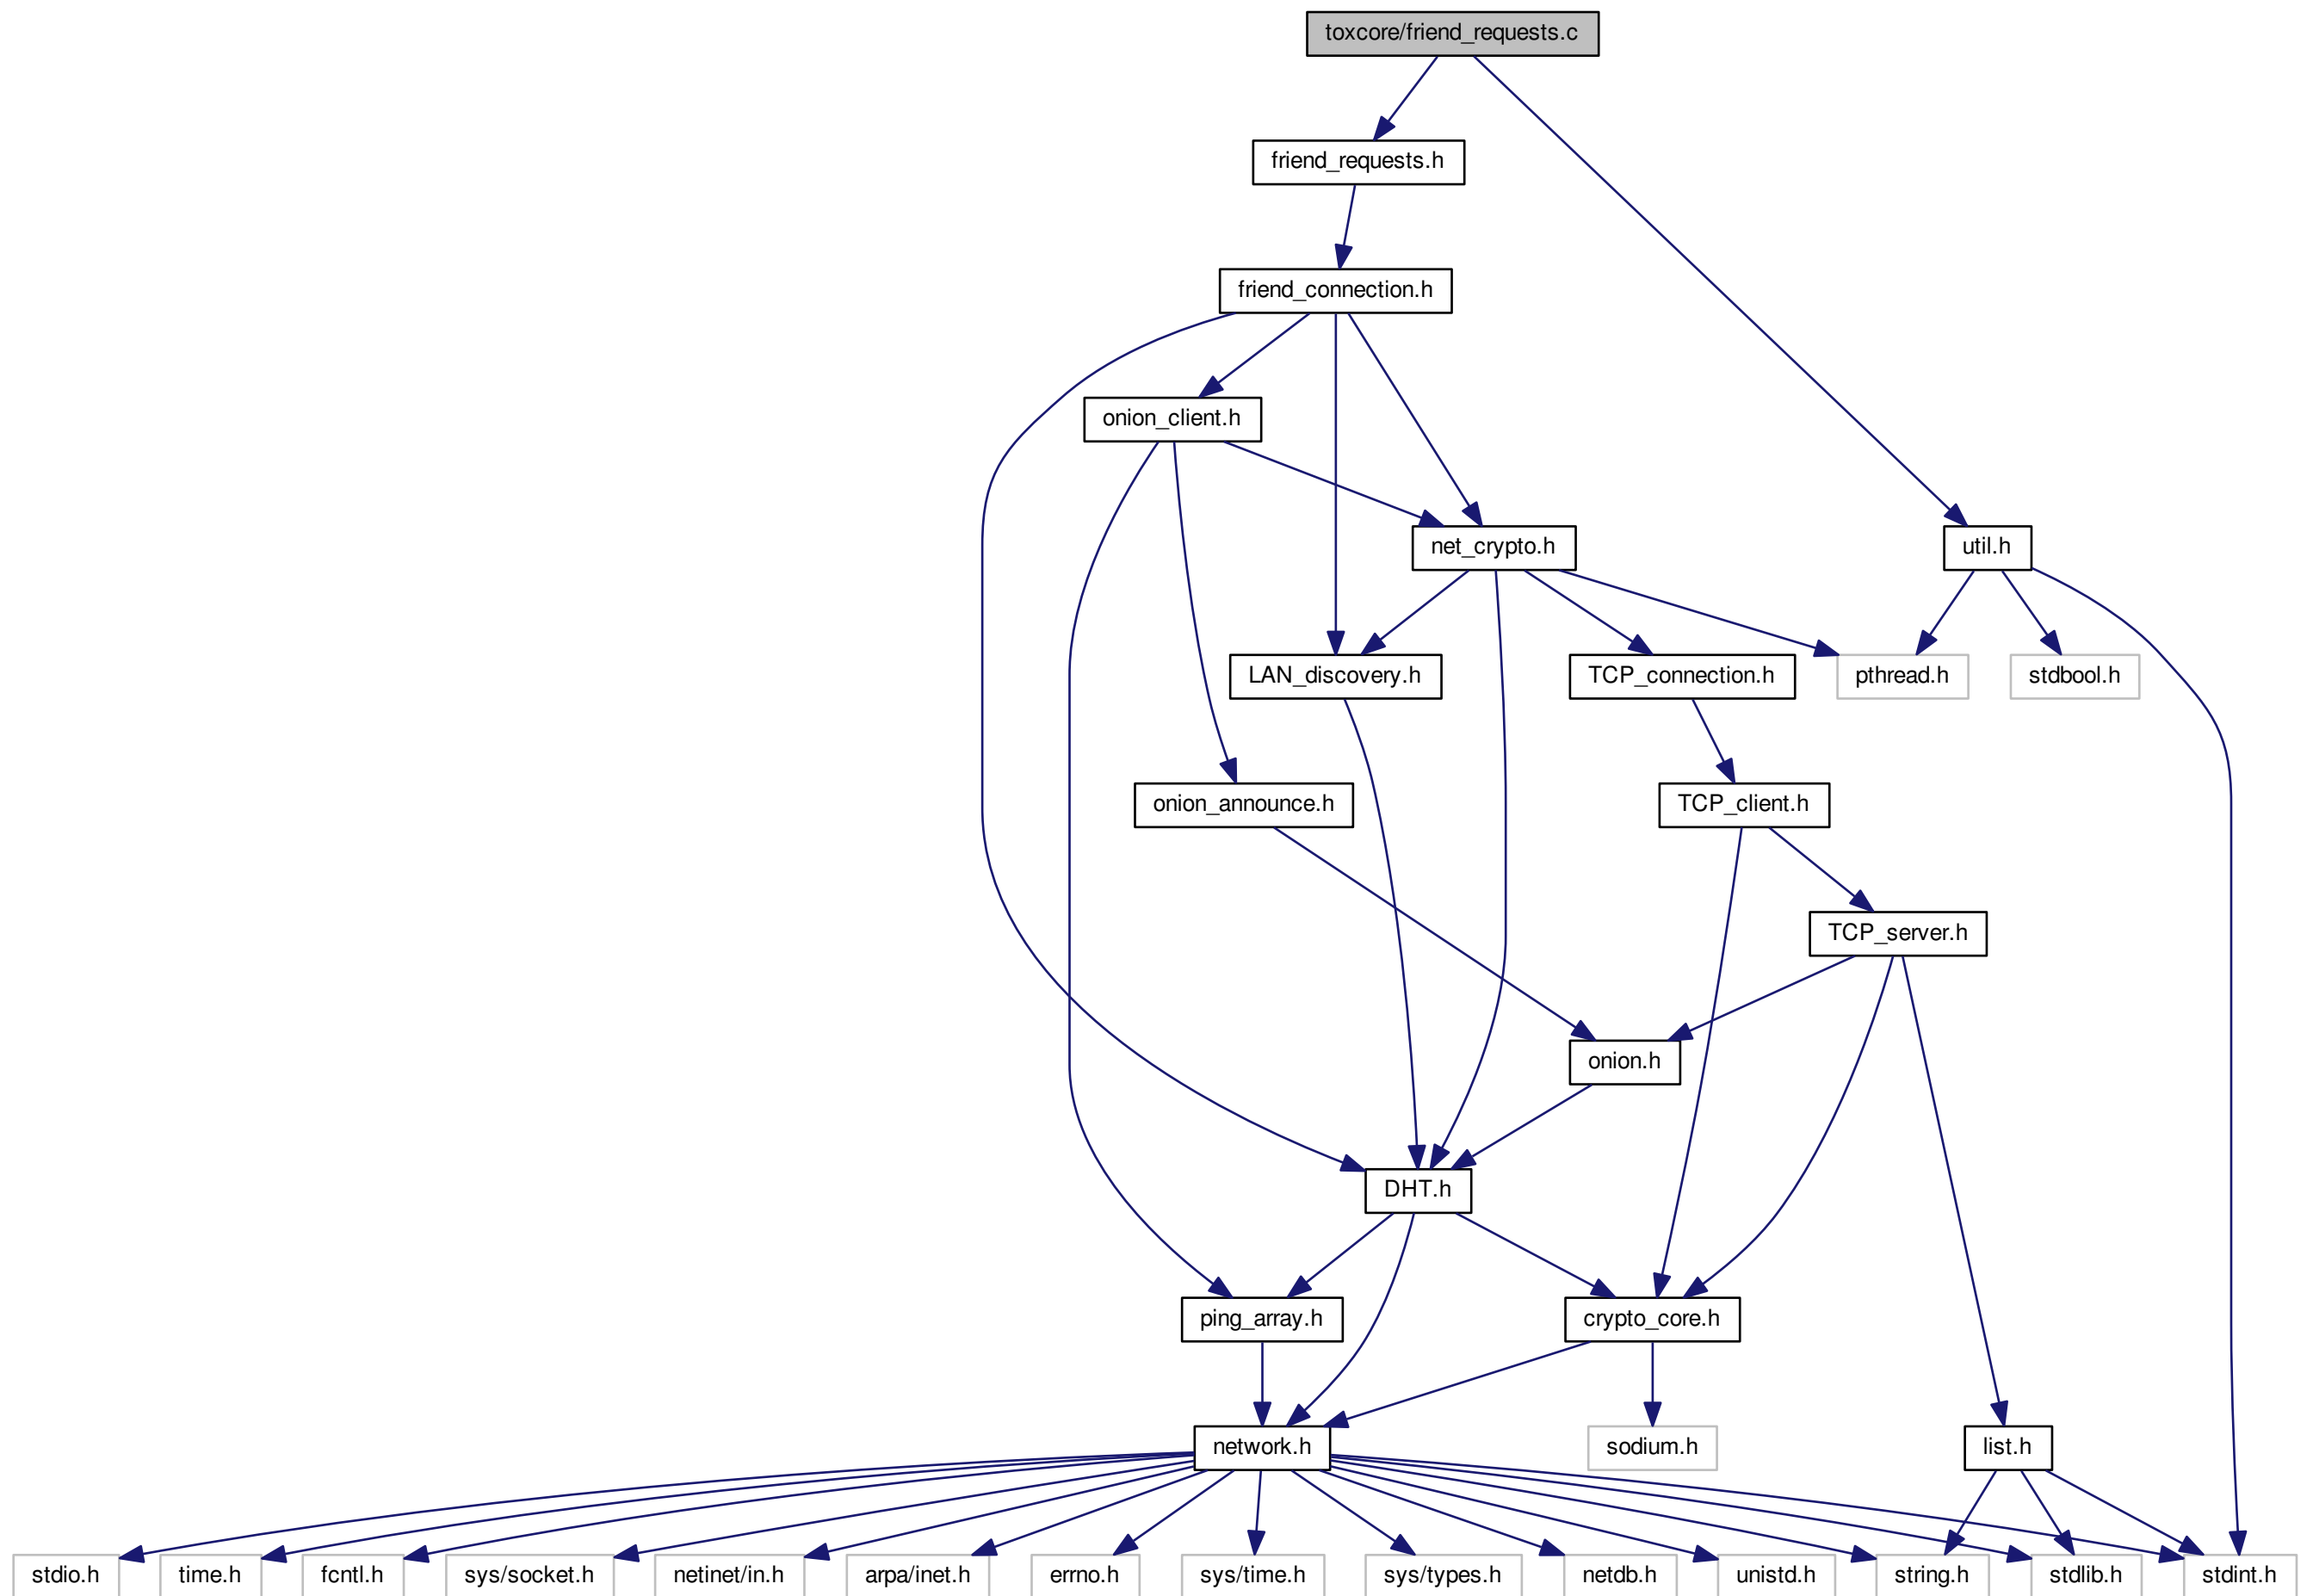 toxcore/friend_requests.c
friend_requests.h
friend_connection.h
onion_client.h
net_crypto.h
util.h
LAN_discovery.h
TCP_connection.h
pthread.h
stdbool.h
onion_announce.h
TCP_client.h
TCP_server.h
onion.h
DHT.h
ping_array.h
crypto_core.h
network.h
sodium.h
list.h
stdio.h
time.h
fcntl.h
sys/socket.h
netinet/in.h
arpa/inet.h
errno.h
sys/time.h
sys/types.h
netdb.h
unistd.h
string.h
stdlib.h
stdint.h